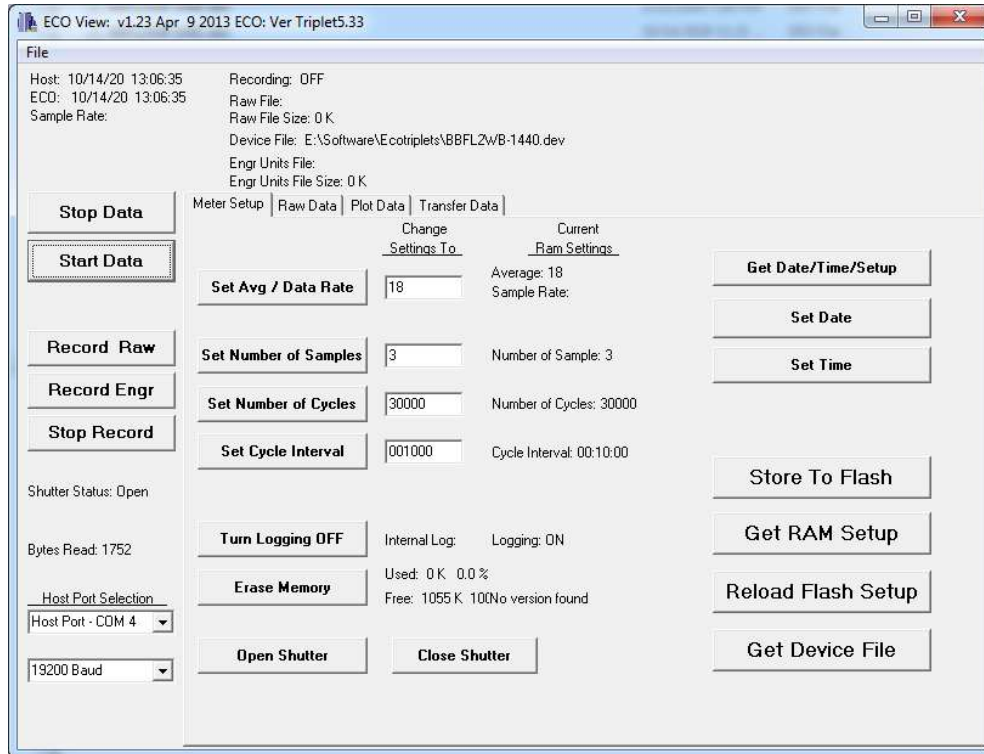 ECO View: v1.23 Apr 9 2013 ECO: Ver Triplet5.33
File
Host: 10/14/20 13:06:35
ECO: 10/14/20 13:06:35
Sample Rate:
Recording: OFF
Raw File:
Raw File Size: 0 K
Device File: E:\Software\Ecotriplets\BBFL2WB-1440.dev
Engr Units File:
Engr Units File Size: 0 K
Stop Data
Start Data
Record Raw
Record Engr
Stop Record
Shutter Status: Open
Bytes Read: 1752
Host Port Selection
Host Port - COM 4
19200 Baud
Meter Setup Raw Data Plot Data Transfer Data
Change Settings To
Current Ram Settings
Set Avg / Data Rate 18 Average: 18
Sample Rate:
Set Number of Samples 3 Number of Sample: 3
Set Number of Cycles 30000 Number of Cycles: 30000
Set Cycle Interval 001000 Cycle Interval: 00:10:00
Turn Logging OFF Internal Log: Logging: ON
Erase Memory Used: 0 K 0.0 %
Free: 1055 K 100No version found
Open Shutter Close Shutter
Get Date/Time/Setup
Set Date
Set Time
Store To Flash
Get RAM Setup
Reload Flash Setup
Get Device File